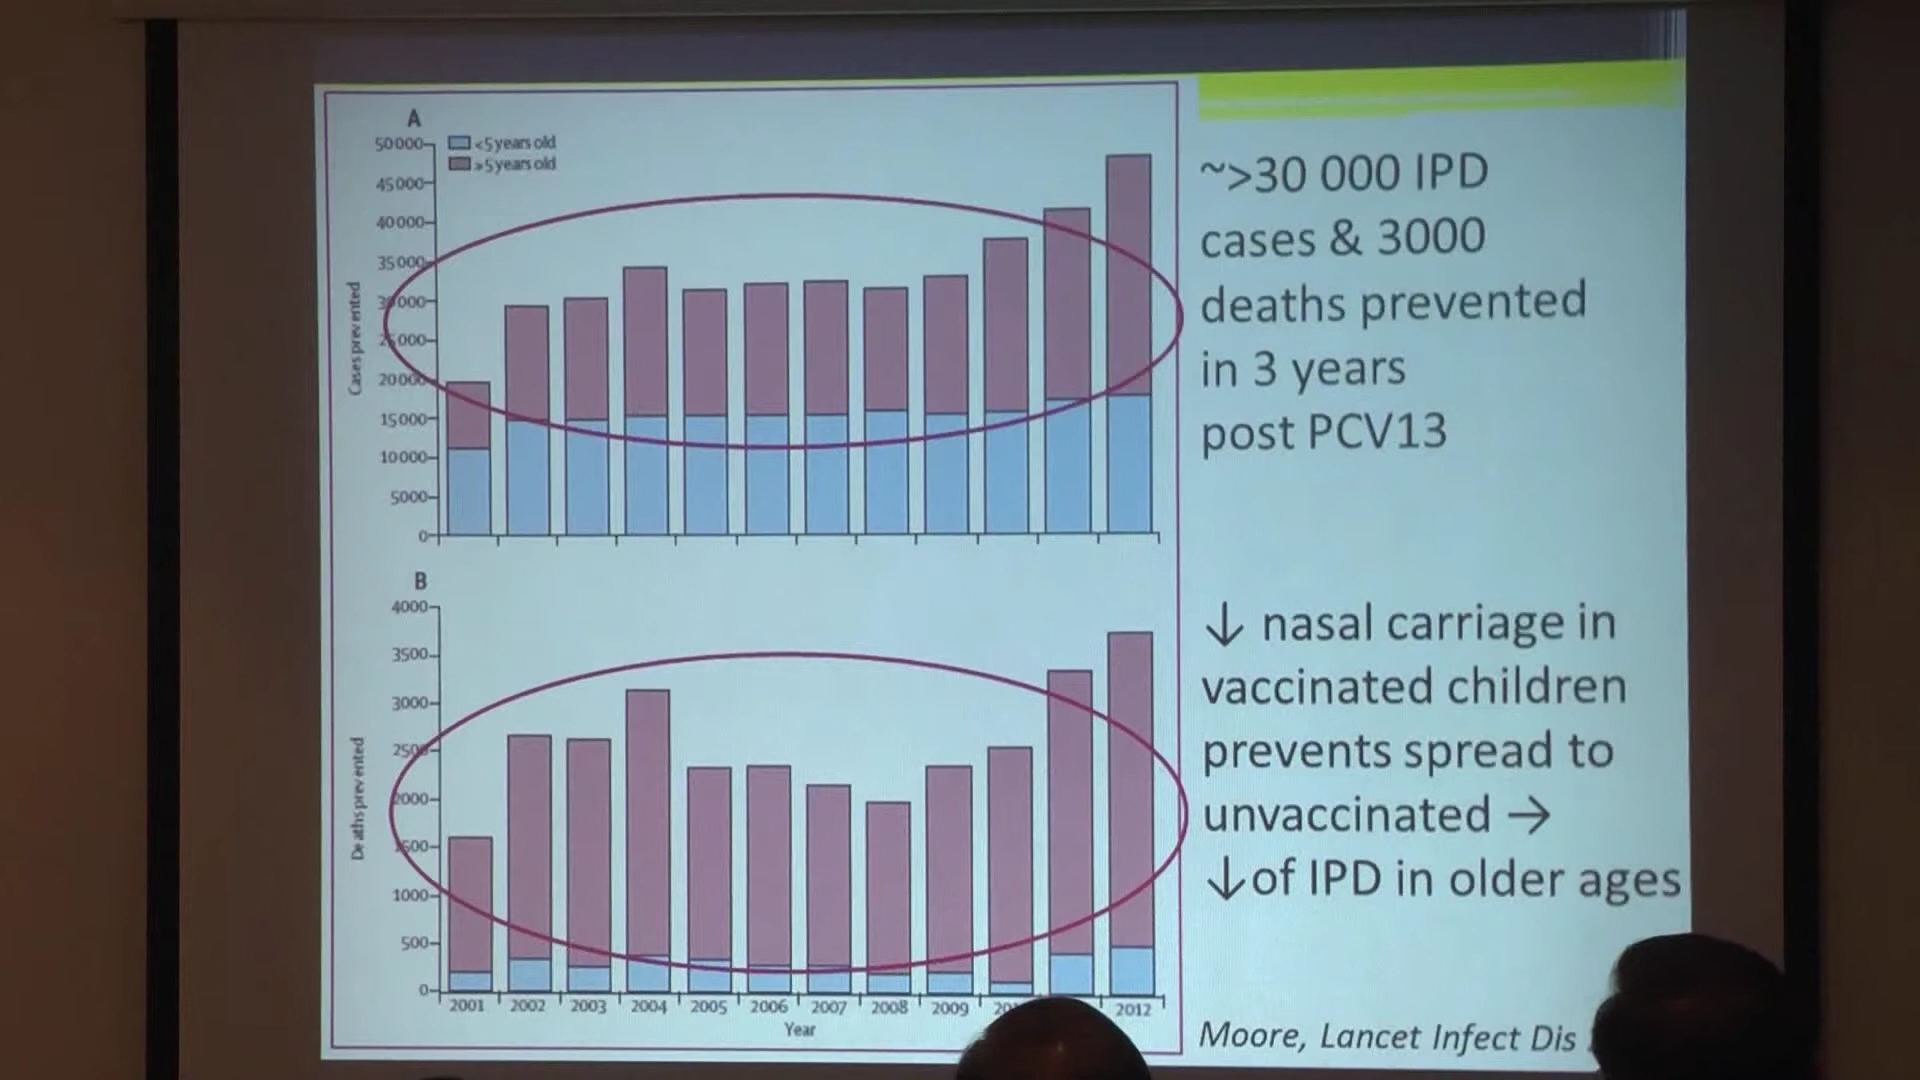 A
<5 years old
≥5 years old
50000
45000
40000
35000
30000
25000
20000
15000
10000
5000
0
Cases prevented
B
4000
3500
3000
2500
2000
1500
1000
500
0
Deaths prevented
2001 2002 2003 2004 2005 2006 2007 2008 2009 2012
Year
~>30 000 IPD
cases & 3000
deaths prevented
in 3 years
post PCV13
↓ nasal carriage in
vaccinated children
prevents spread to
unvaccinated →
↓of IPD in older ages
Moore, Lancet Infect Dis